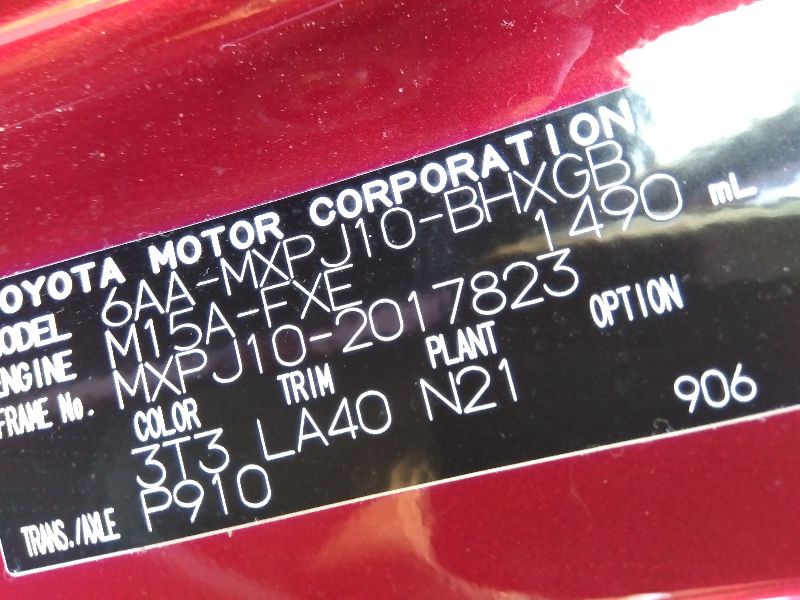 TOYOTA MOTOR CORPORATION
MODEL 6AA-MXPJ10-BHXGB
ENGINE M15A-FXE 1490 mL
FRAME No. MXPJ10-2017823
COLOR TRIM PLANT OPTION
3T3 LA40 N21 906
TRANS./AXLE P910